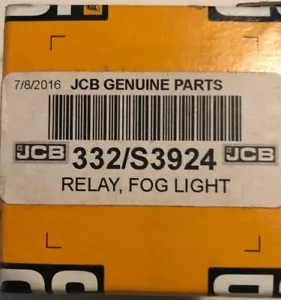 7/8/2016 JCB GENUINE PARTS
JCB 332/S3924 JCB
RELAY, FOG LIGHT